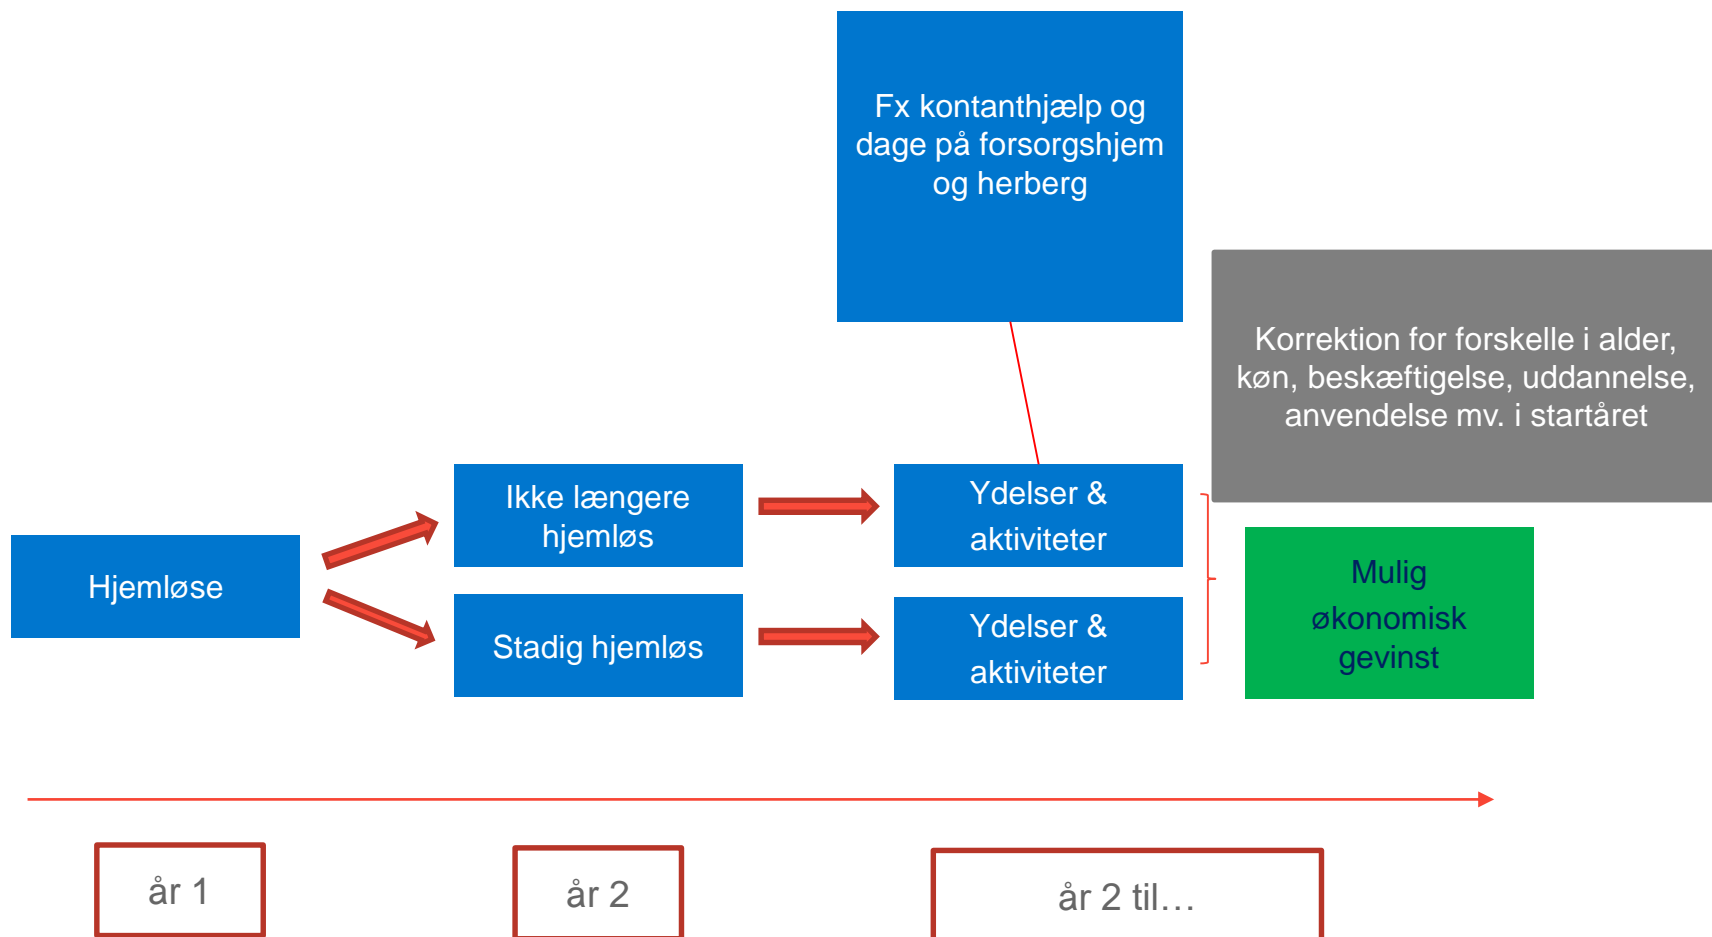 Fx kontanthjælp og
dage på forsorgshjem
og herberg
Korrektion for forskelle i alder,
køn, beskæftigelse, uddannelse,
anvendelse mv. i startåret
Hjemløse
Ikke længere
hjemløs
Ydelser &
aktiviteter
Stadig hjemløs
Ydelser &
aktiviteter
Mulig
økonomisk
gevinst
år 1
år 2
år 2 til…